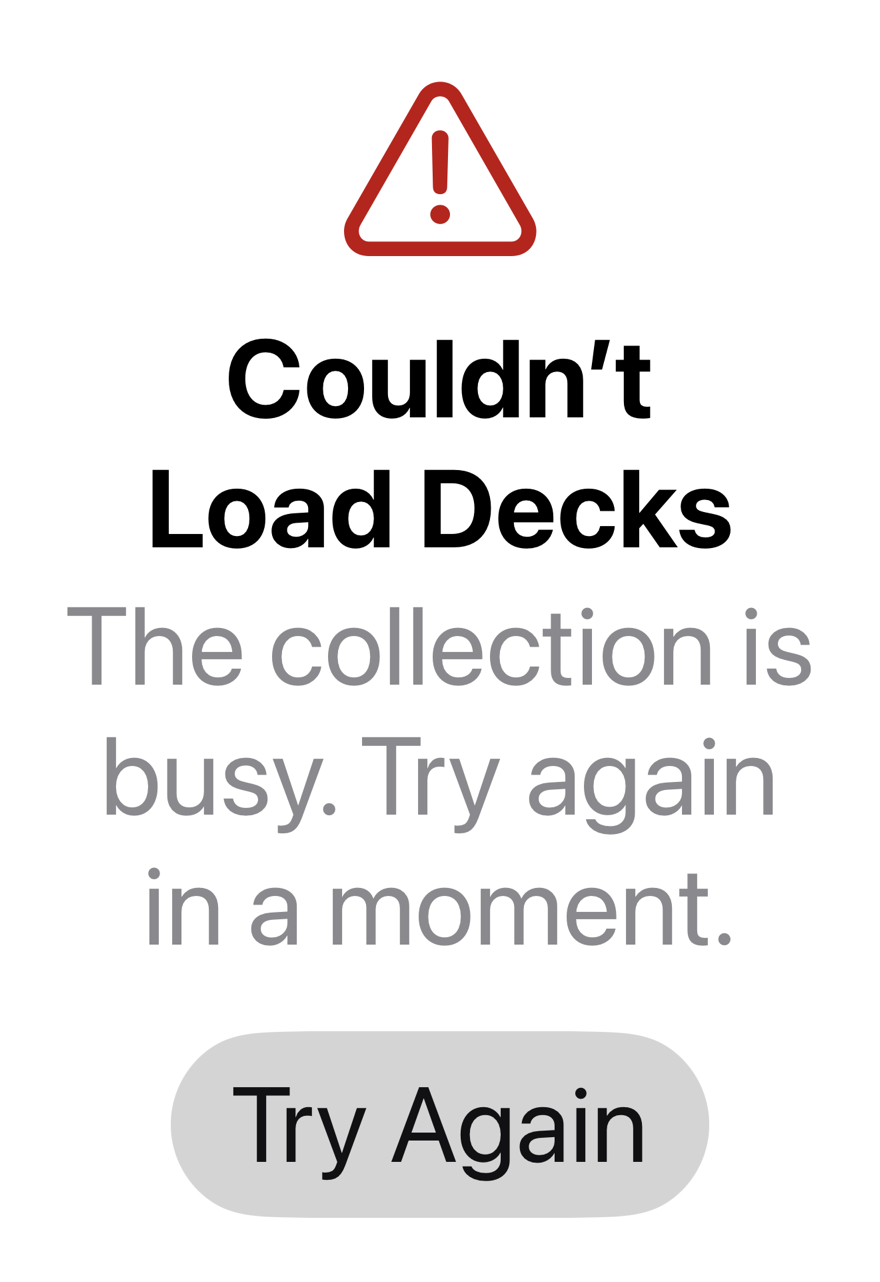 Couldn’t
Load Decks
The collection is
busy. Try again
in a moment.
Try Again